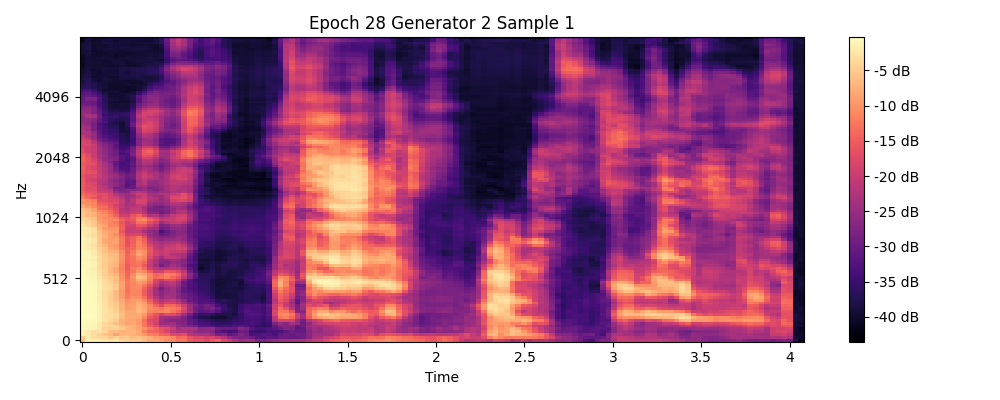 Epoch 28 Generator 2 Sample 1
Hz
4096
2048
1024
512
0
0
0.5
1
1.5
2
2.5
3
3.5
4
Time
-5 dB
-10 dB
-15 dB
-20 dB
-25 dB
-30 dB
-35 dB
-40 dB